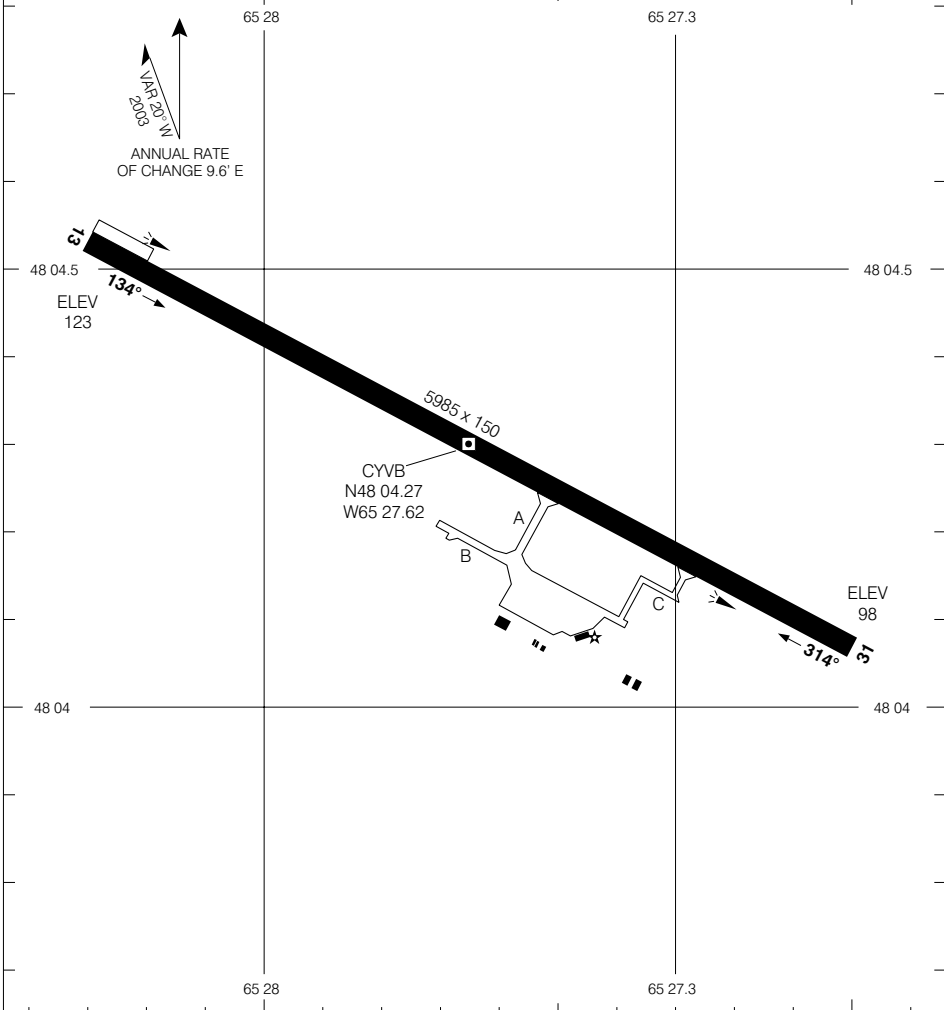 65 28
65 27.3
VAR 20° W
2003
ANNUAL RATE
OF CHANGE 9.6' E
13
48 04.5
48 04.5
134°
ELEV
123
5985 x 150
CYVB
N48 04.27
W65 27.62
A
B
C
ELEV
98
314°
31
48 04
48 04
65 28
65 27.3